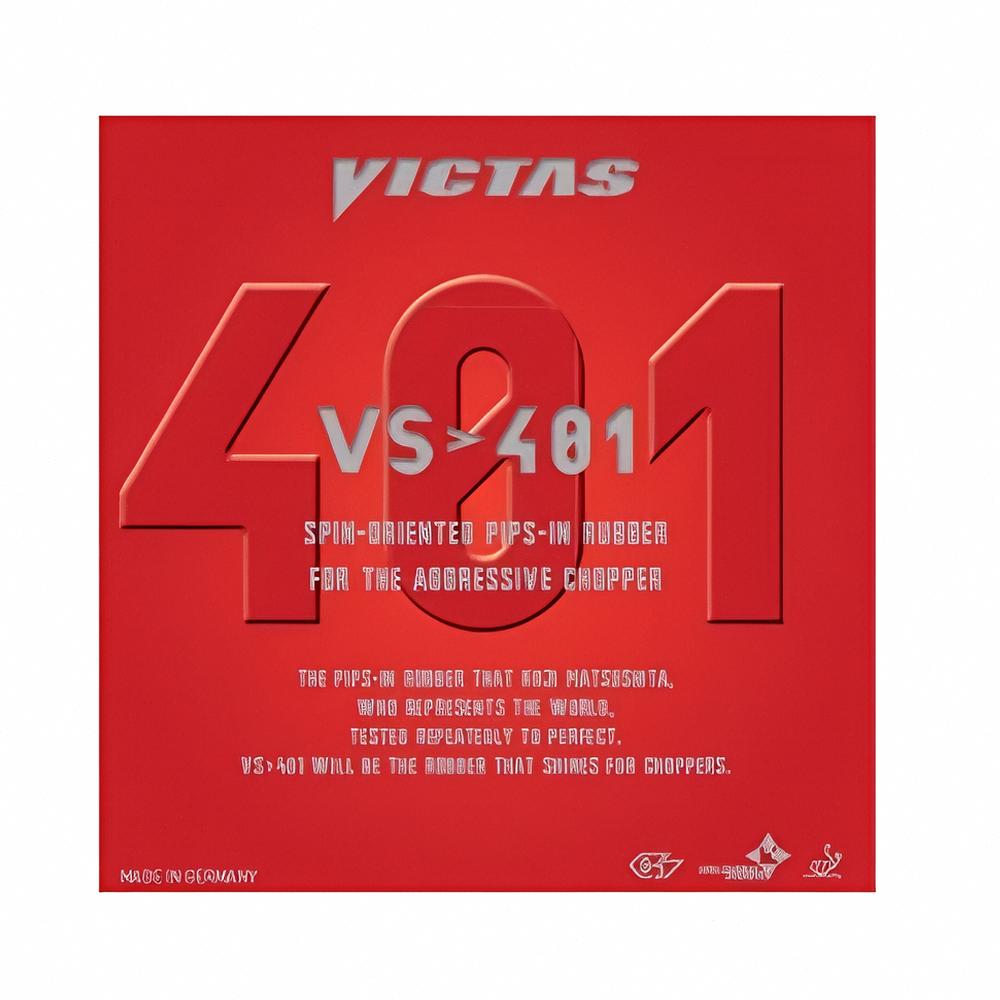 VICTAS
401
VS>401
SPIN-ORIENTED PIPS-IN RUBBER
FOR THE AGGRESSIVE CHOPPER
THE PIPS-IN RUBBER THAT KOJI MATSUSHITA,
WHO REPRESENTS THE WORLD,
TESTED REPEATEDLY TO PERFECT.
VS>401 WILL BE THE RUBBER THAT SHINES FOR CHOPPERS.
MADE IN GERMANY